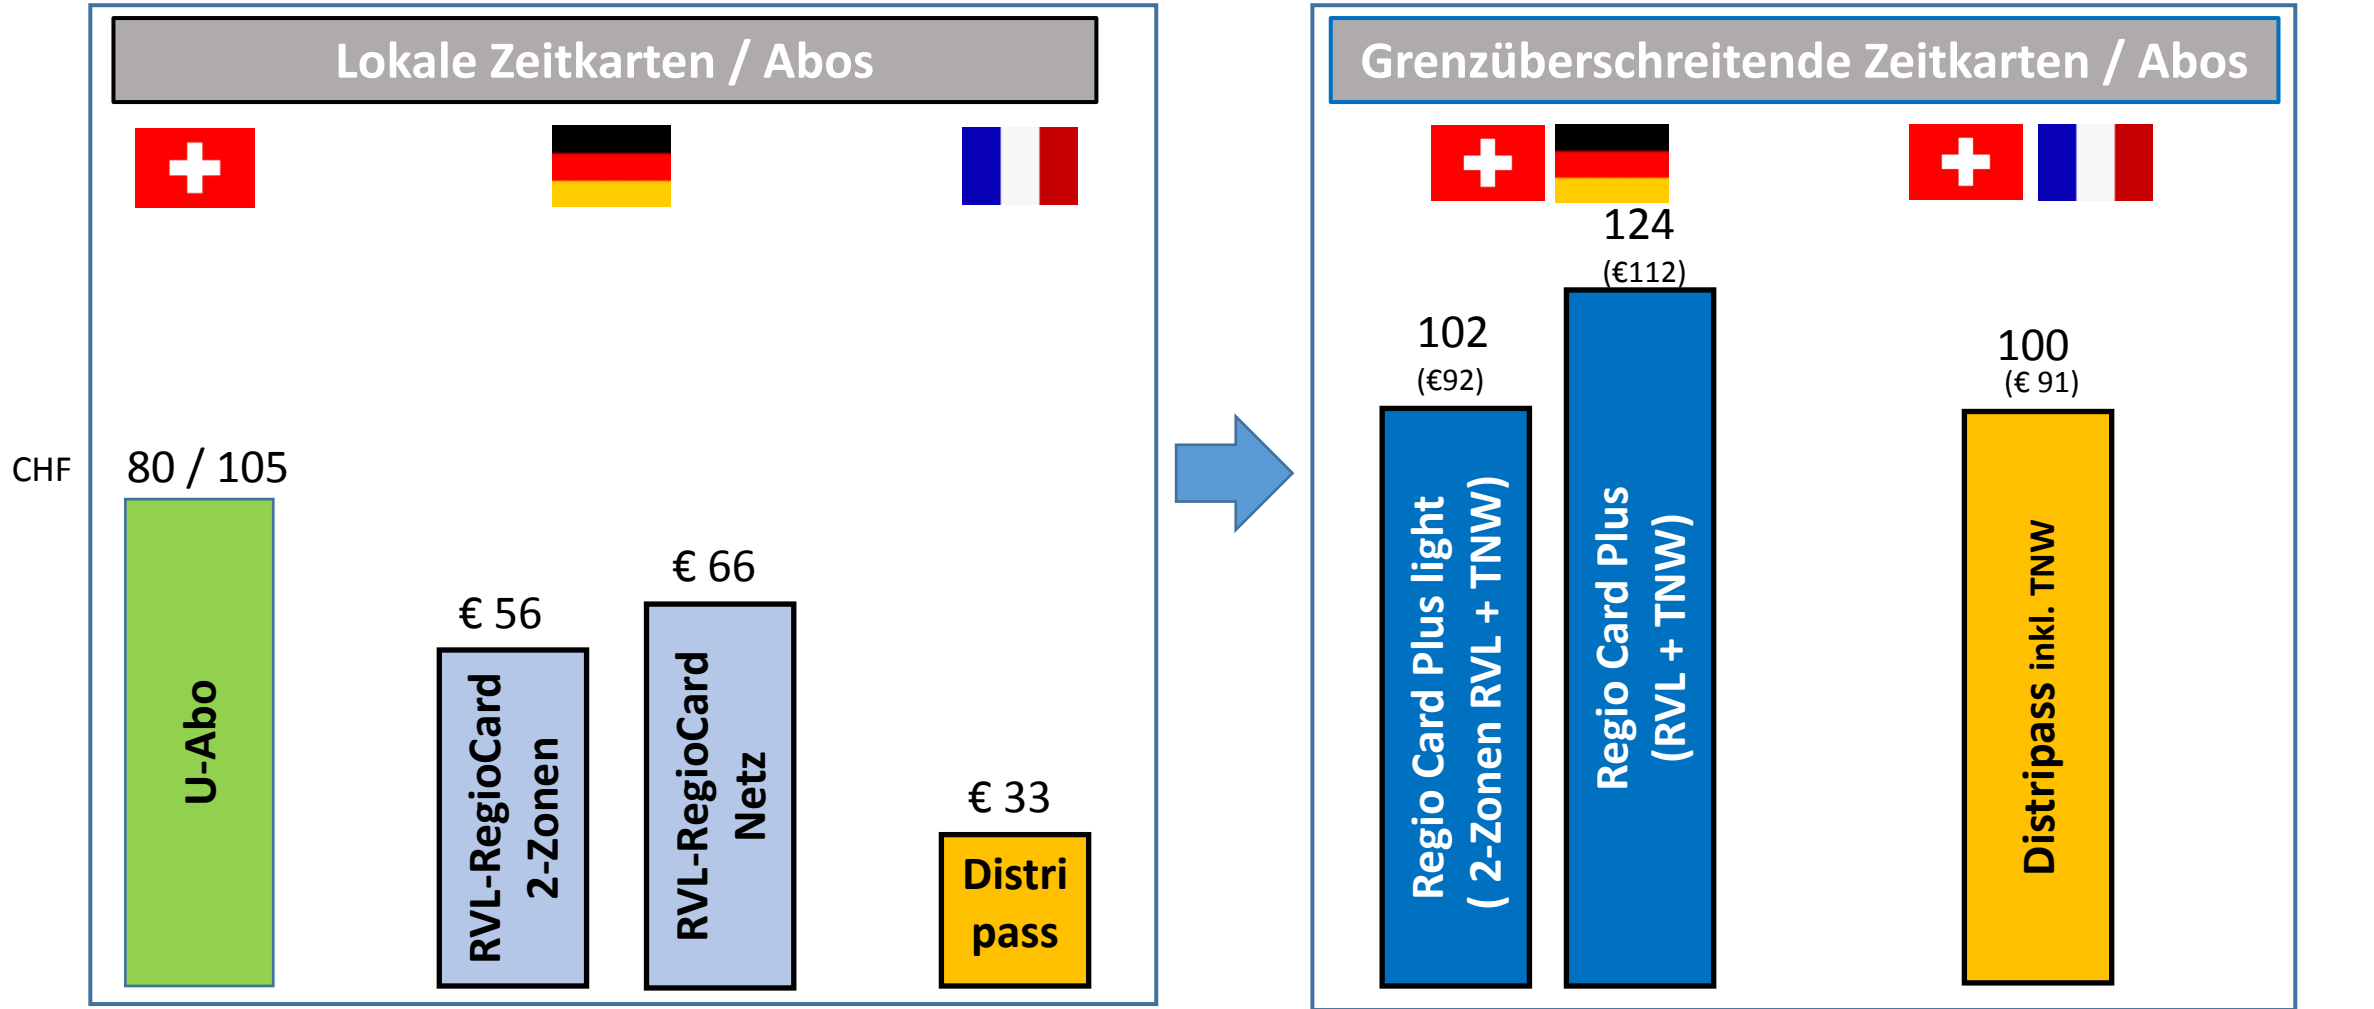 Lokale Zeitkarten / Abos
CHF
80 / 105
U-Abo
€ 56
RVL-RegioCard
2-Zonen
€ 66
RVL-RegioCard
Netz
€ 33
Distri
pass
Grenzüberschreitende Zeitkarten / Abos
102
(€92)
Regio Card Plus light
( 2-Zonen RVL + TNW)
124
(€112)
Regio Card Plus
(RVL + TNW)
100
(€ 91)
Distripass inkl. TNW